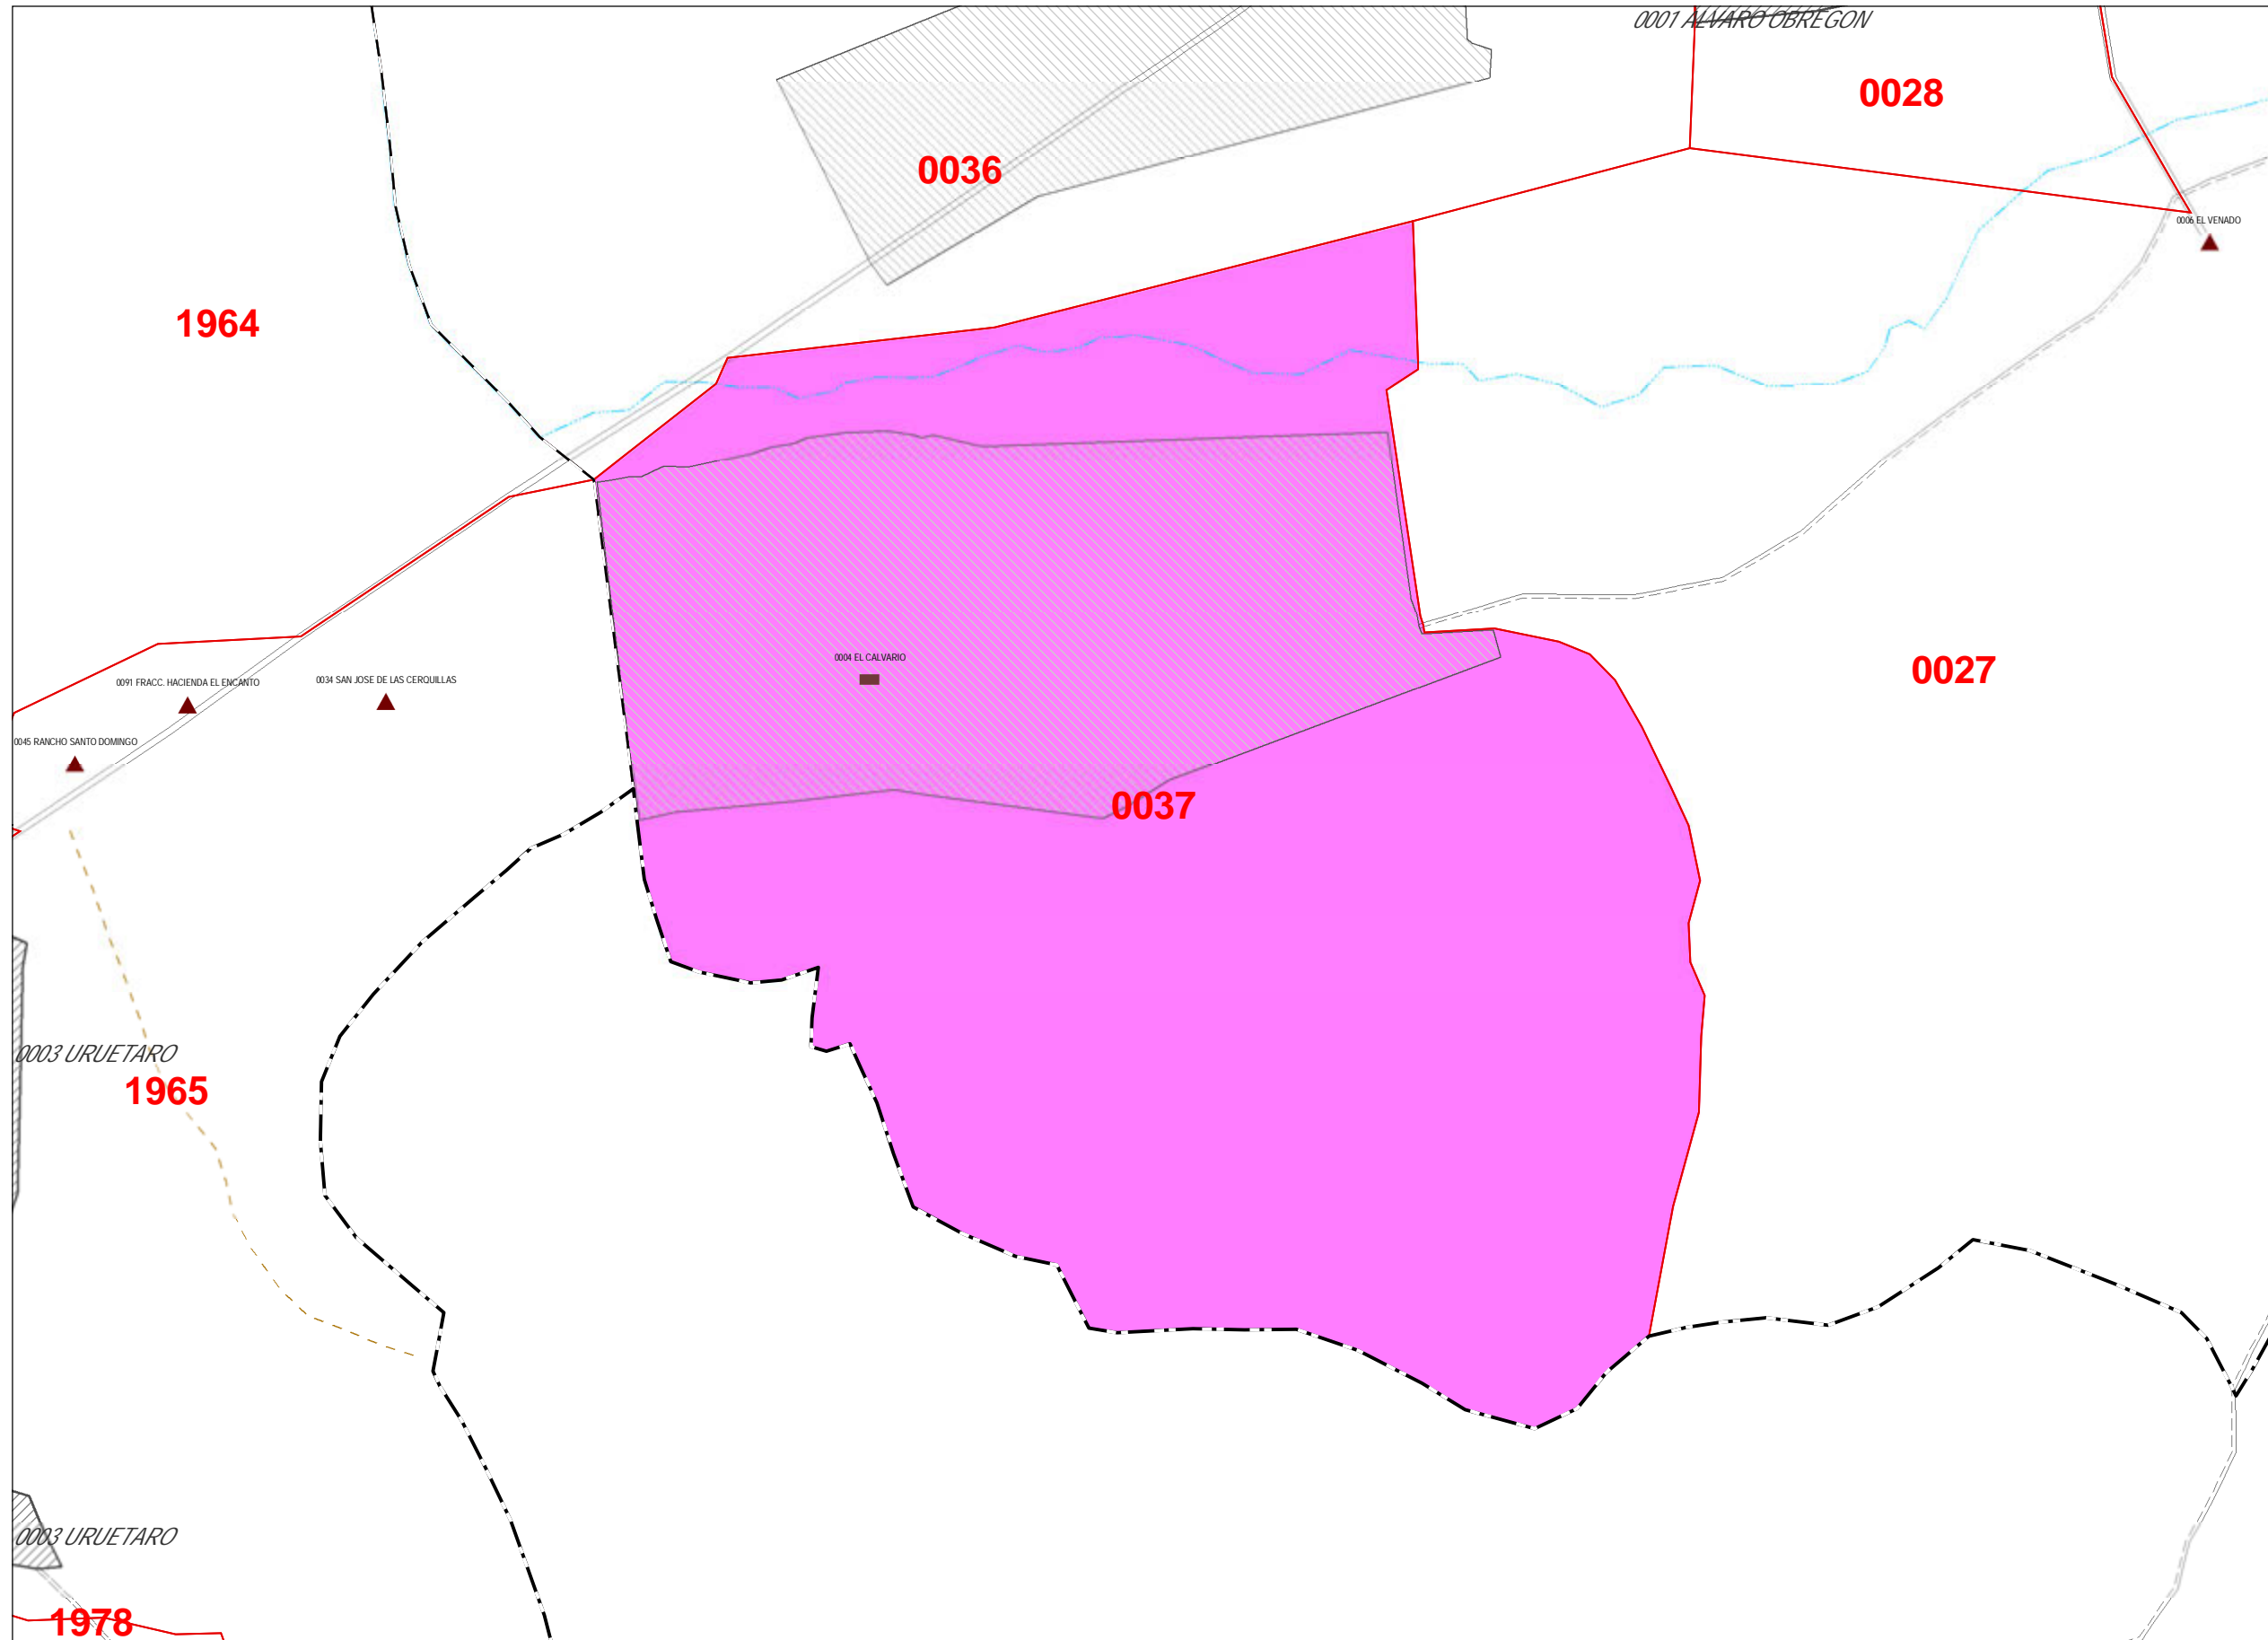 0001 ALVARO OBREGON
0028
0036
0006 EL VENADO
1964
0004 EL CALVARIO
0027
0091 FRACC. HACIENDA EL ENCANTO
0034 SAN JOSE DE LAS CERQUILLAS
0045 RANCHO SANTO DOMINGO
0037
0003 URUETARO
1965
0003 URUETARO
1978